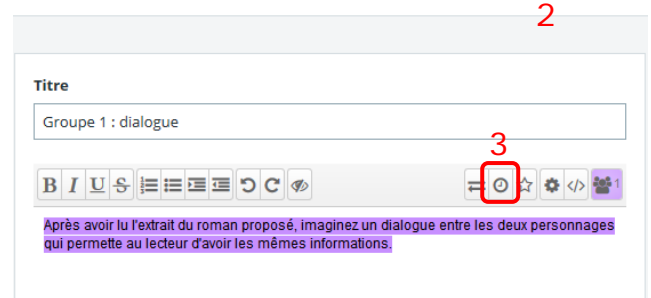 2
Titre
Groupe 1 : dialogue
3
B I U S 1
Après avoir lu l'extrait du roman proposé, imaginez un dialogue entre les deux personnages
qui permette au lecteur d'avoir les mêmes informations.